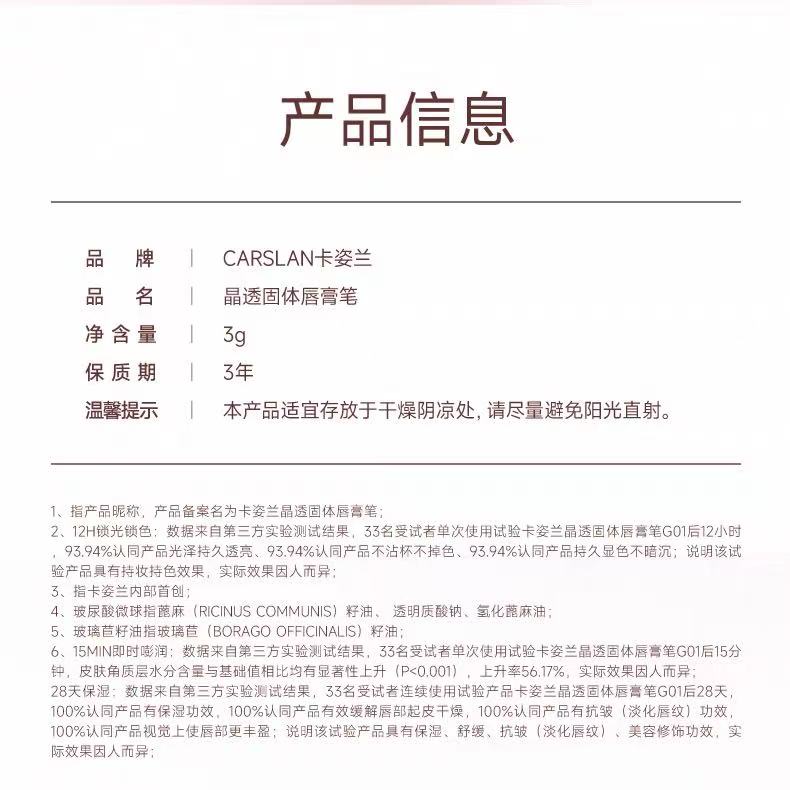 产品信息
品 牌 | CARSLAN卡姿兰
品 名 | 晶透固体唇膏笔
净含量 | 3g
保质期 | 3年
温馨提示 | 本产品适宜存放于干燥阴凉处, 请尽量避免阳光直射。
1、指产品昵称，产品备案名为卡姿兰晶透固体唇膏笔；
2、12H锁光锁色：数据来自第三方实验测试结果，33名受试者单次使用试验卡姿兰晶透固体唇膏笔G01后12小时
，93.94%认同产品光泽持久透亮、93.94%认同产品不沾杯不掉色、93.94%认同产品持久显色不暗沉；说明该试
验产品具有持妆持色效果，实际效果因人而异；
3、指卡姿兰内部首创；
4、玻尿酸微球指蓖麻（RICINUS COMMUNIS）籽油、 透明质酸钠、氢化蓖麻油；
5、玻璃苣籽油指玻璃苣（BORAGO OFFICINALIS）籽油；
6、15MIN即时澎润：数据来自第三方实验测试结果，33名受试者单次使用试验卡姿兰晶透固体唇膏笔G01后15分
钟，皮肤角质层水分含量与基础值相比均有显著性上升（P<0.001），上升率56.17%，实际效果因人而异；
28天保湿：数据来自第三方实验测试结果，33名受试者连续使用试验产品卡姿兰晶透固体唇膏笔G01后28天，
100%认同产品有保湿功效，100%认同产品有效缓解唇部起皮干燥，100%认同产品有抗皱（淡化唇纹）功效，
100%认同产品视觉上使唇部更丰盈；说明该试验产品具有保湿、舒缓、抗皱（淡化唇纹）、美容修饰功效，实
际效果因人而异；